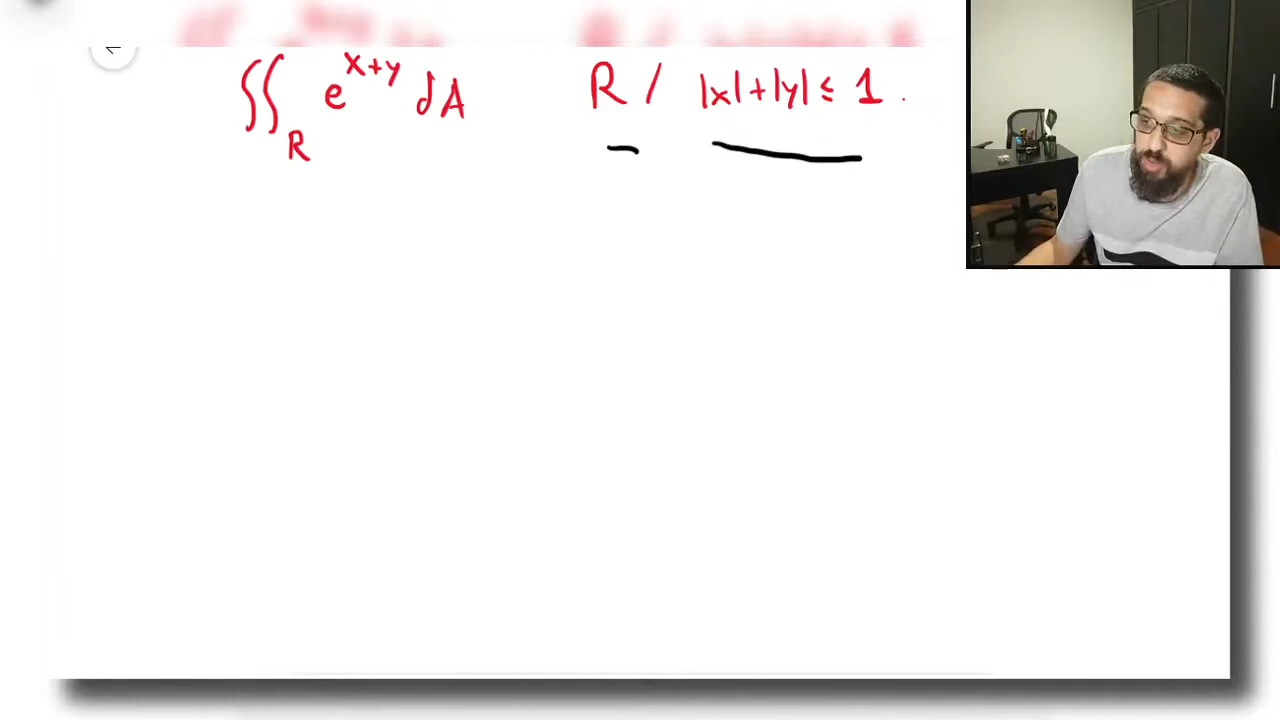 ∬_R e^{x+y} dA R / |x|+|y| ≤ 1.